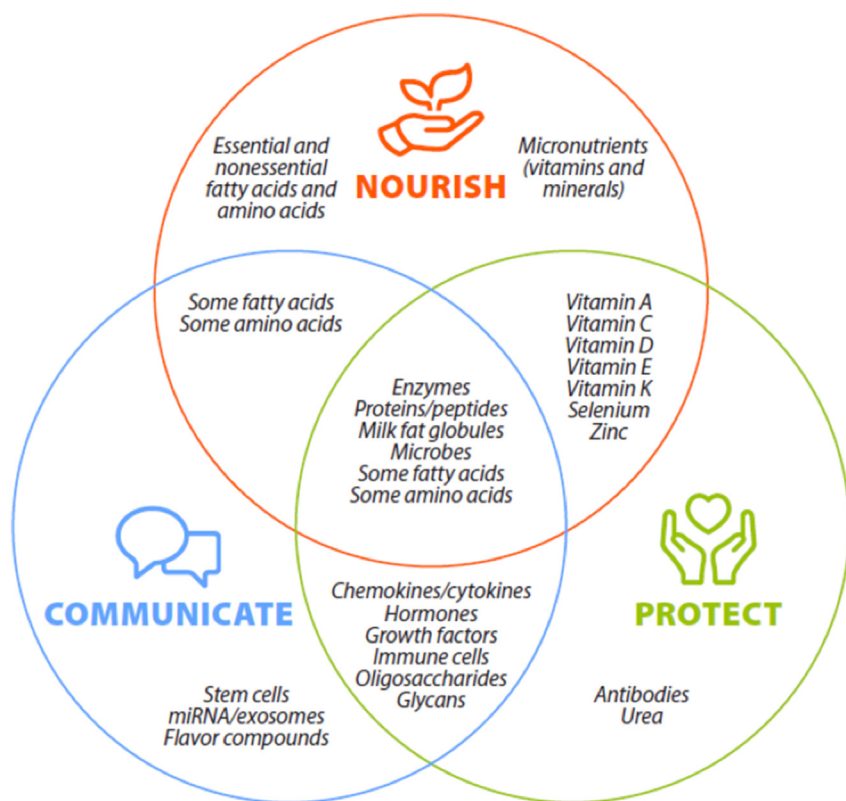 Essential and
nonessential
fatty acids and
amino acids
NOURISH
Micronutrients
(vitamins and
minerals)
Some fatty acids
Some amino acids
Vitamin A
Vitamin C
Vitamin D
Vitamin E
Vitamin K
Selenium
Zinc
Enzymes
Proteins/peptides
Milk fat globules
Microbes
Some fatty acids
Some amino acids
COMMUNICATE
PROTECT
Chemokines/cytokines
Hormones
Growth factors
Immune cells
Oligosaccharides
Glycans
Stem cells
miRNA/exosomes
Flavor compounds
Antibodies
Urea